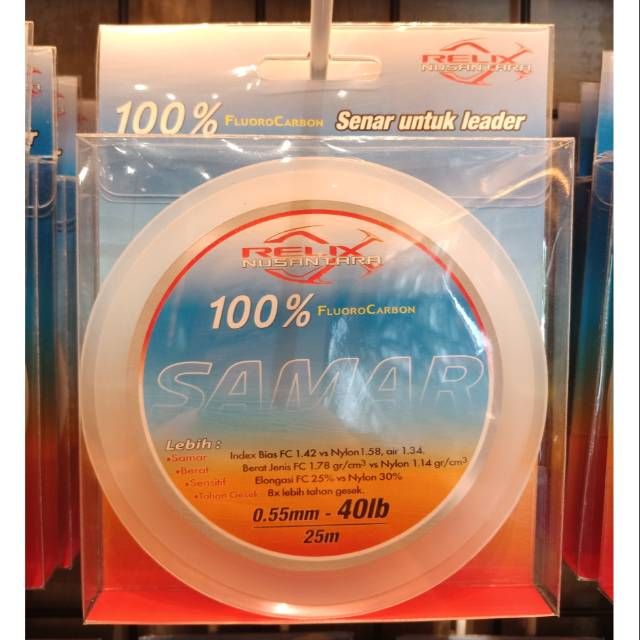 RELIX
NUSANTARA
100% FLUOROCARBON Senar untuk leader
RELIX
NUSANTARA
100% FLUOROCARBON
SAMAR
Lebih :
•Samar Index Bias FC 1.42 vs Nylon1.58, air 1.34.
•Berat Berat Jenis FC 1.78 gr/cm³ vs Nylon 1.14 gr/cm³
•Sensitif Elongasi FC 25% vs Nylon 30%
•Tahan Gesek : 8x lebih tahan gesek.
0.55mm - 40lb
25m